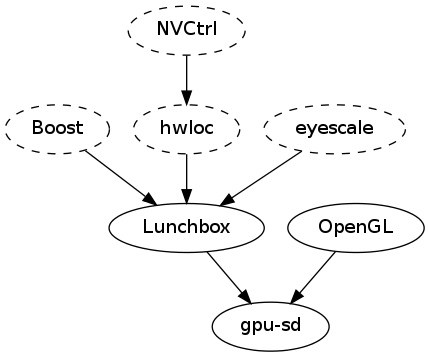 NVCtrl
Boost
hwloc
eyescale
Lunchbox
OpenGL
gpu-sd